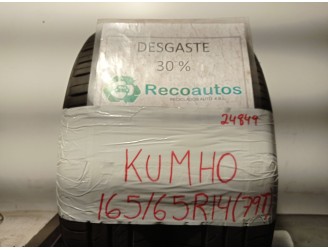 DESGASTE
30 %
Recoautos
24849
KUMHO
165/65R14(79T)